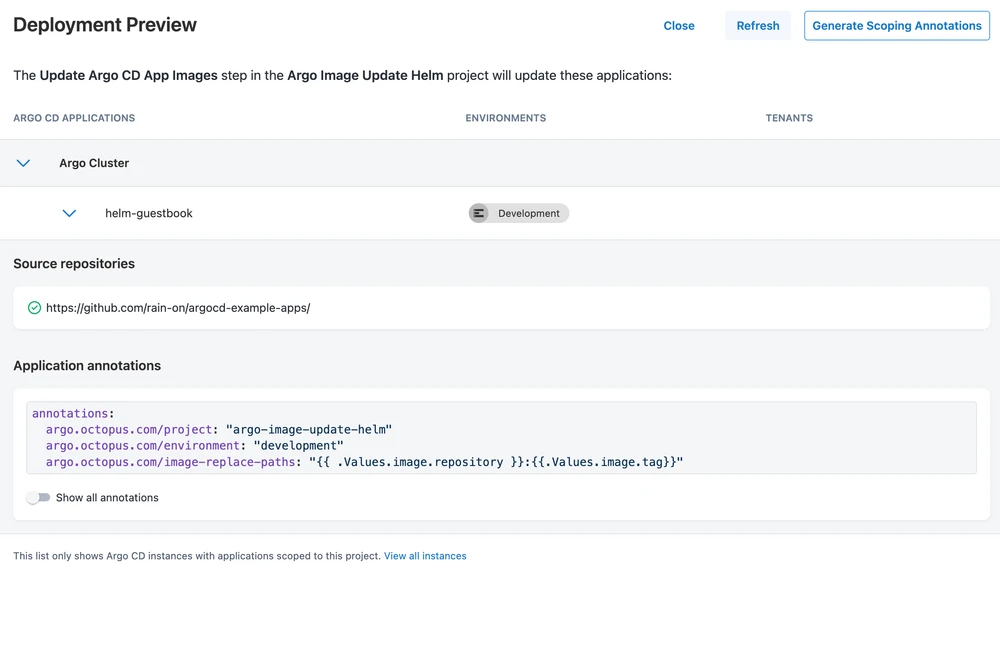 Deployment Preview
Close
Refresh
Generate Scoping Annotations
The Update Argo CD App Images step in the Argo Image Update Helm project will update these applications:
ARGO CD APPLICATIONS
ENVIRONMENTS
TENANTS
Argo Cluster
helm-guestbook
Development
Source repositories
https://github.com/rain-on/argocd-example-apps/
Application annotations
annotations:
  argo.octopus.com/project: "argo-image-update-helm"
  argo.octopus.com/environment: "development"
  argo.octopus.com/image-replace-paths: "{{ .Values.image.repository }}:{{.Values.image.tag}}"
Show all annotations
This list only shows Argo CD instances with applications scoped to this project. View all instances